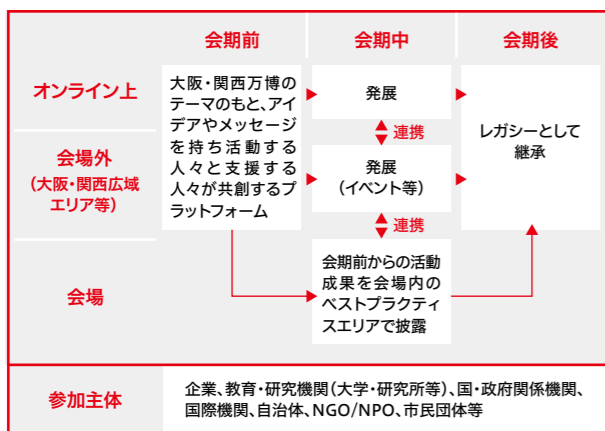 会期前
会期中
会期後
オンライン上
大阪・関西万博の
テーマのもと、アイ
デアやメッセージ
を持ち活動する
人々と支援する
人々が共創するプ
ラットフォーム
発展
連携
レガシーとして
継承
会場外
(大阪・関西広域
エリア等)
発展
(イベント等)
連携
会場
会期前からの活動
成果を会場内の
ベストプラクティ
スエリアで披露
参加主体
企業、教育・研究機関(大学・研究所等)、国・政府関係機関、
国際機関、自治体、NGO/NPO、市民団体等